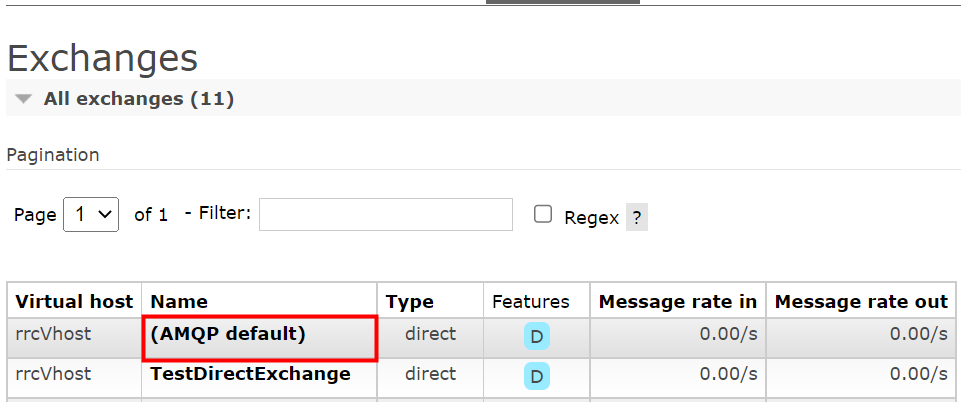 Exchanges
All exchanges (11)
Pagination
Page 1 of 1 - Filter: Regex ?
Virtual host Name Type Features Message rate in Message rate out
rrcVhost (AMQP default) direct D 0.00/s 0.00/s
rrcVhost TestDirectExchange direct D 0.00/s 0.00/s